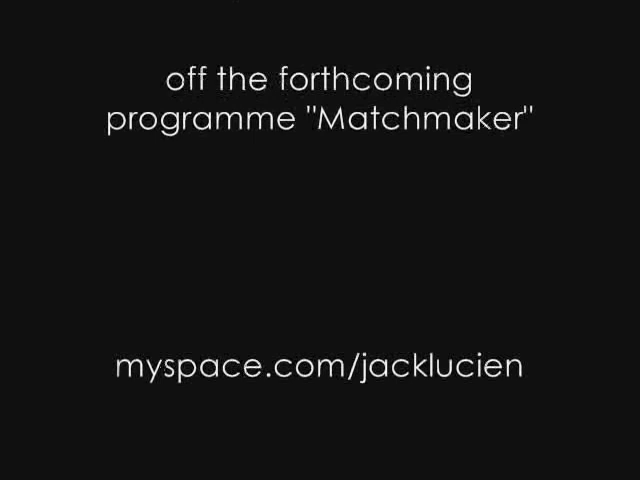 off the forthcoming
programme "Matchmaker"
myspace.com/jacklucien